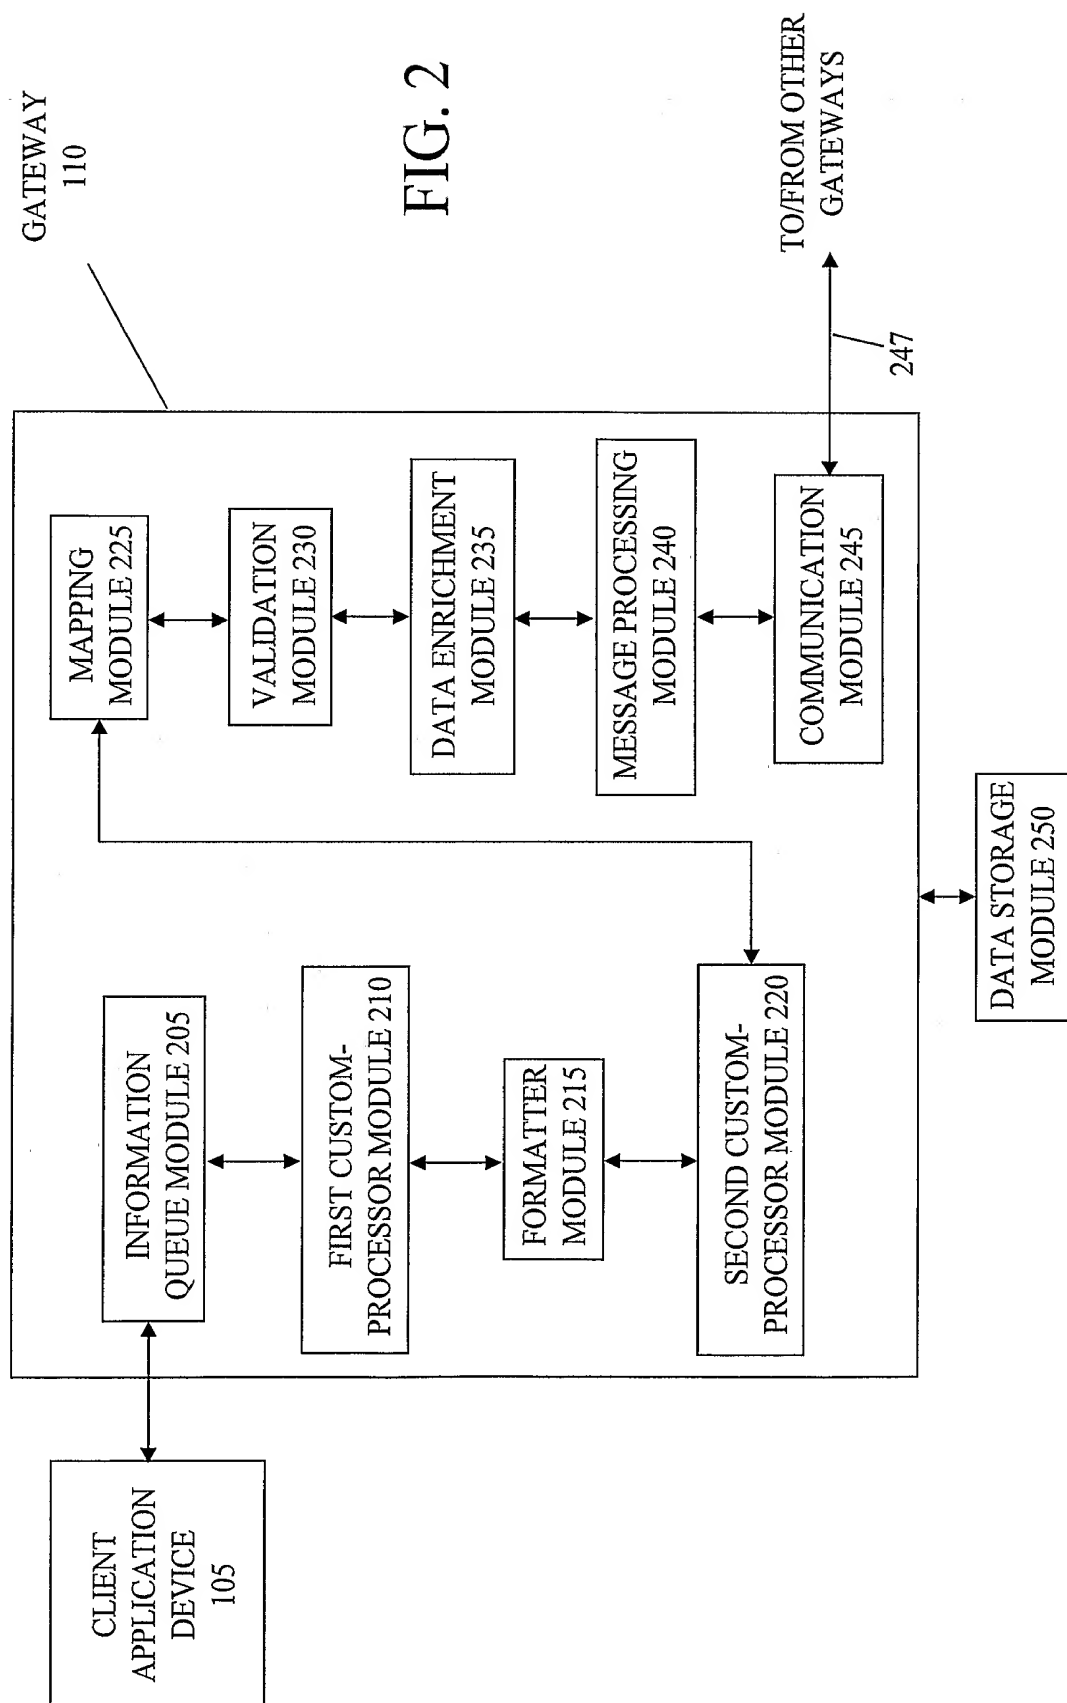 GATEWAY
110
CLIENT
APPLICATION
DEVICE
105
INFORMATION
QUEUE MODULE 205
FIRST CUSTOM-
PROCESSOR MODULE 210
FORMATTER
MODULE 215
SECOND CUSTOM-
PROCESSOR MODULE 220
MAPPING
MODULE 225
VALIDATION
MODULE 230
DATA ENRICHMENT
MODULE 235
MESSAGE PROCESSING
MODULE 240
COMMUNICATION
MODULE 245
247
TO/FROM OTHER
GATEWAYS
DATA STORAGE
MODULE 250
FIG. 2